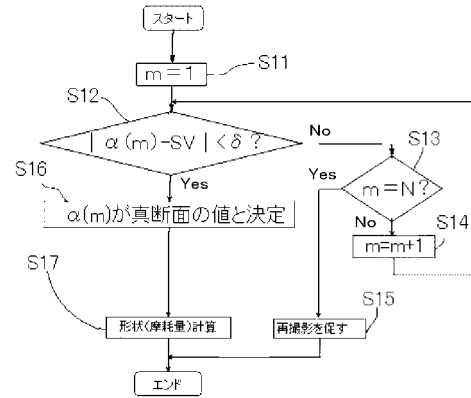 スタート
m=1
S11
S12
| α(m)-SV | <δ?
No
S13
S16
Yes
Yes
m=N?
α(m)が真断面の値と決定
No
S14
m=m+1
S17
S15
形状(摩耗量)計算
再撮影を促す
エンド